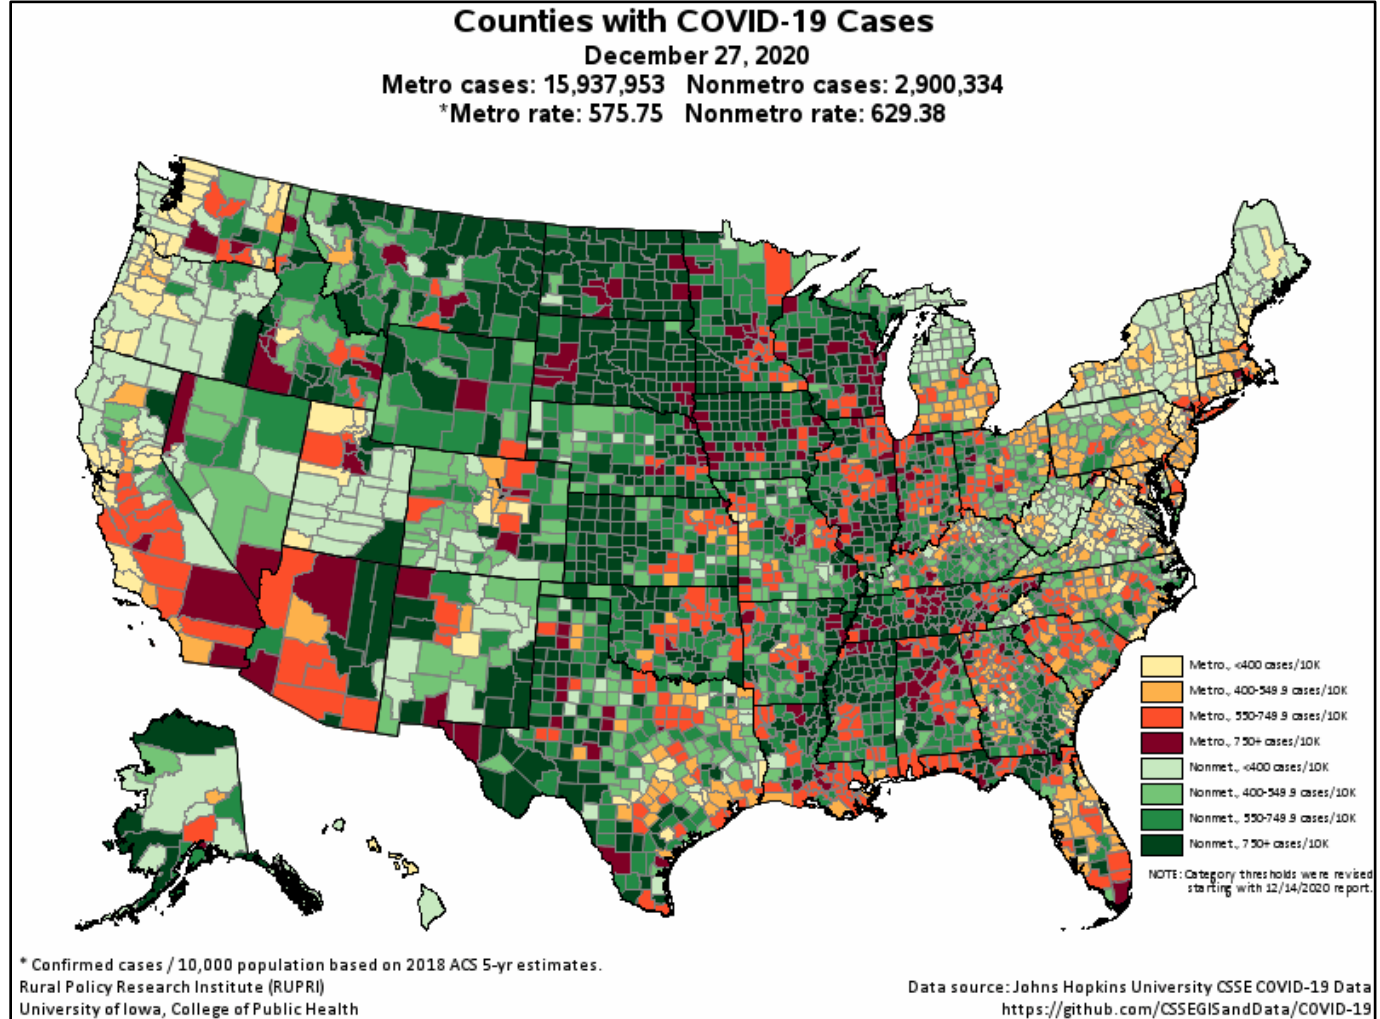 Counties with COVID-19 Cases
December 27, 2020
Metro cases: 15,937,953 Nonmetro cases: 2,900,334
*Metro rate: 575.75 Nonmetro rate: 629.38
Metro., <400 cases/10K
Metro., 400-549.9 cases/10K
Metro., 550-749.9 cases/10K
Metro., 750+ cases/10K
Nonmet., <400 cases/10K
Nonmet., 400-549.9 cases/10K
Nonmet., 550-749.9 cases/10K
Nonmet., 750+ cases/10K
NOTE: Category thresholds were revised
starting with 12/14/2020 report.
* Confirmed cases / 10,000 population based on 2018 ACS 5-yr estimates.
Rural Policy Research Institute (RUPRI)
University of Iowa, College of Public Health
Data source: Johns Hopkins University CSSE COVID-19 Data
https://github.com/CSSEGISandData/COVID-19